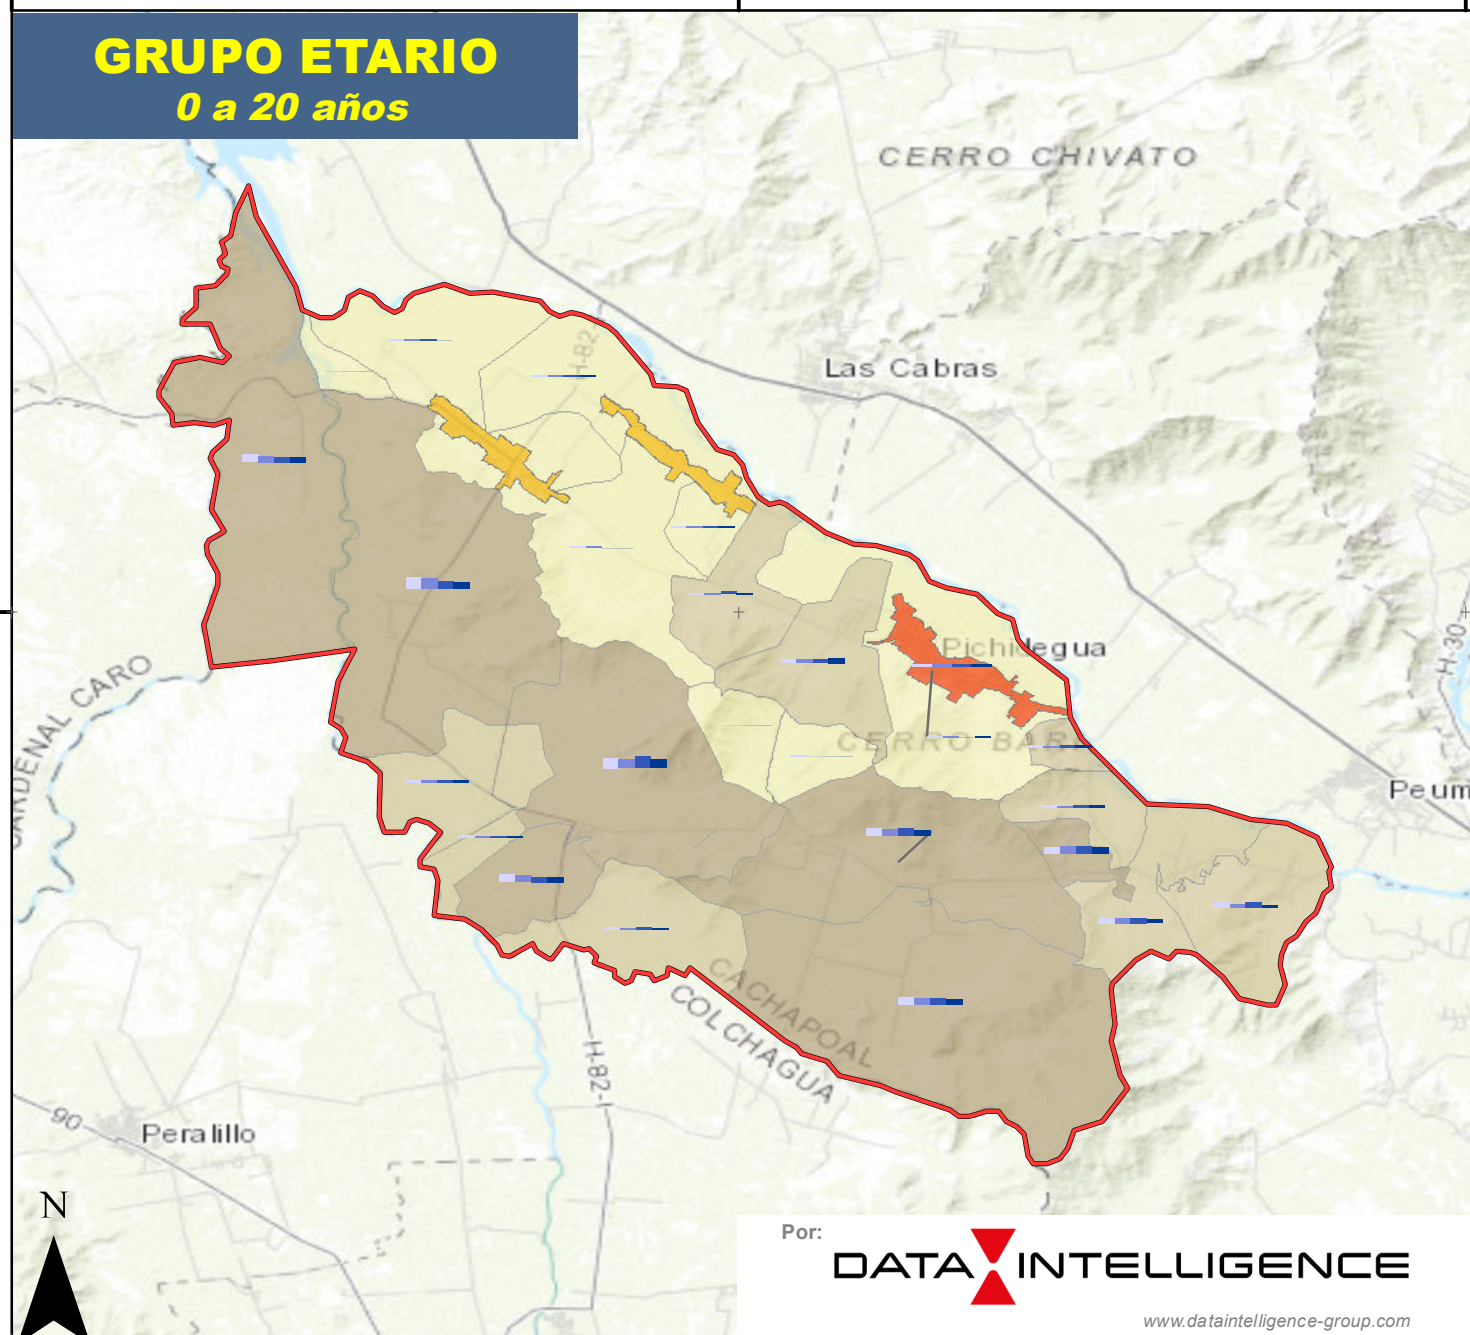 GRUPO ETARIO
0 a 20 años
CERRO CHIVATO
H-82-
Las Cabras
Pichidegua
H-30
CARDENAL CARO
CERRO BAR
Peum
CACHAPOAL
COLCHAGUA
H-82-I
90
Peralillo
N
Por:
DATA INTELLIGENCE
www.dataintelligence-group.com